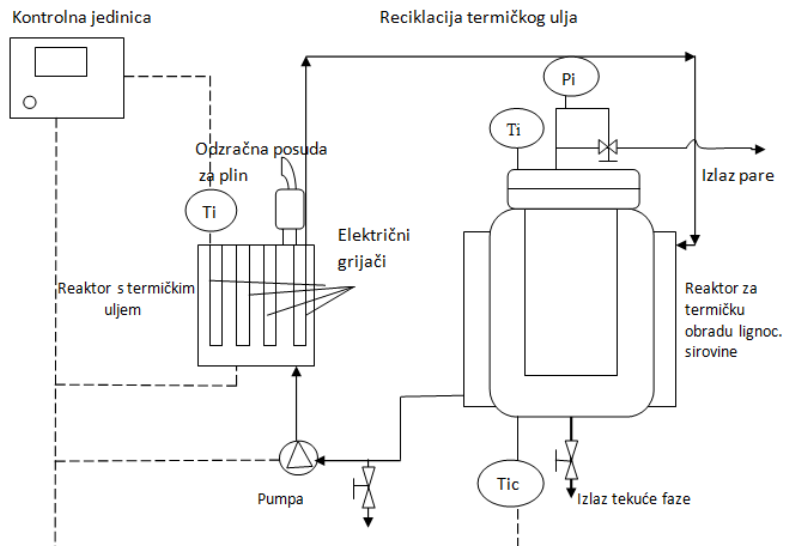 Kontrolna jedinica
Reciklacija termičkog ulja
Pi
Ti
Odzračna posuda
za plin
Izlaz pare
Ti
Električni
grijači
Reaktor s termičkim
uljem
Reaktor za
termičku
obradu lignoc.
sirovine
Tic
Pumpa
Izlaz tekuće faze